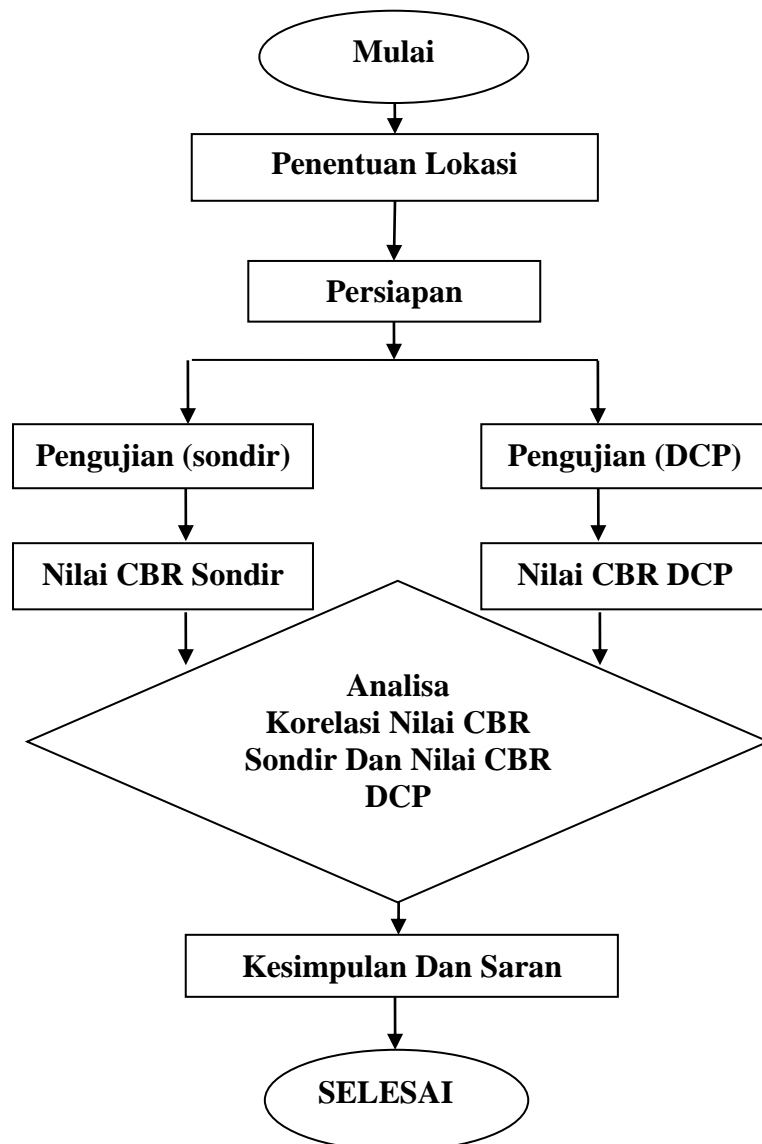 Mulai
Penentuan Lokasi
Persiapan
Pengujian (sondir)
Pengujian (DCP)
Nilai CBR Sondir
Nilai CBR DCP
Analisa
Korelasi Nilai CBR
Sondir Dan Nilai CBR
DCP
Kesimpulan Dan Saran
SELESAI